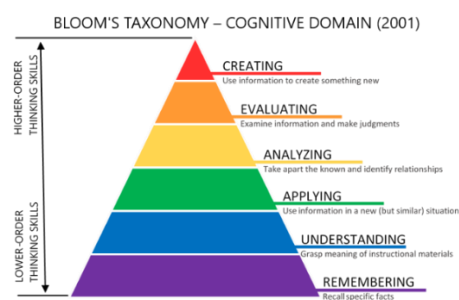 BLOOM'S TAXONOMY – COGNITIVE DOMAIN (2001)
HIGHER-ORDER
THINKING SKILLS
CREATING
Use information to create something new
EVALUATING
Examine information and make judgments
ANALYZING
Take apart the known and identify relationships
APPLYING
Use information in a new (but similar) situation
UNDERSTANDING
Grasp meaning of instructional materials
LOWER-ORDER
THINKING SKILLS
REMEMBERING
Recall specific facts